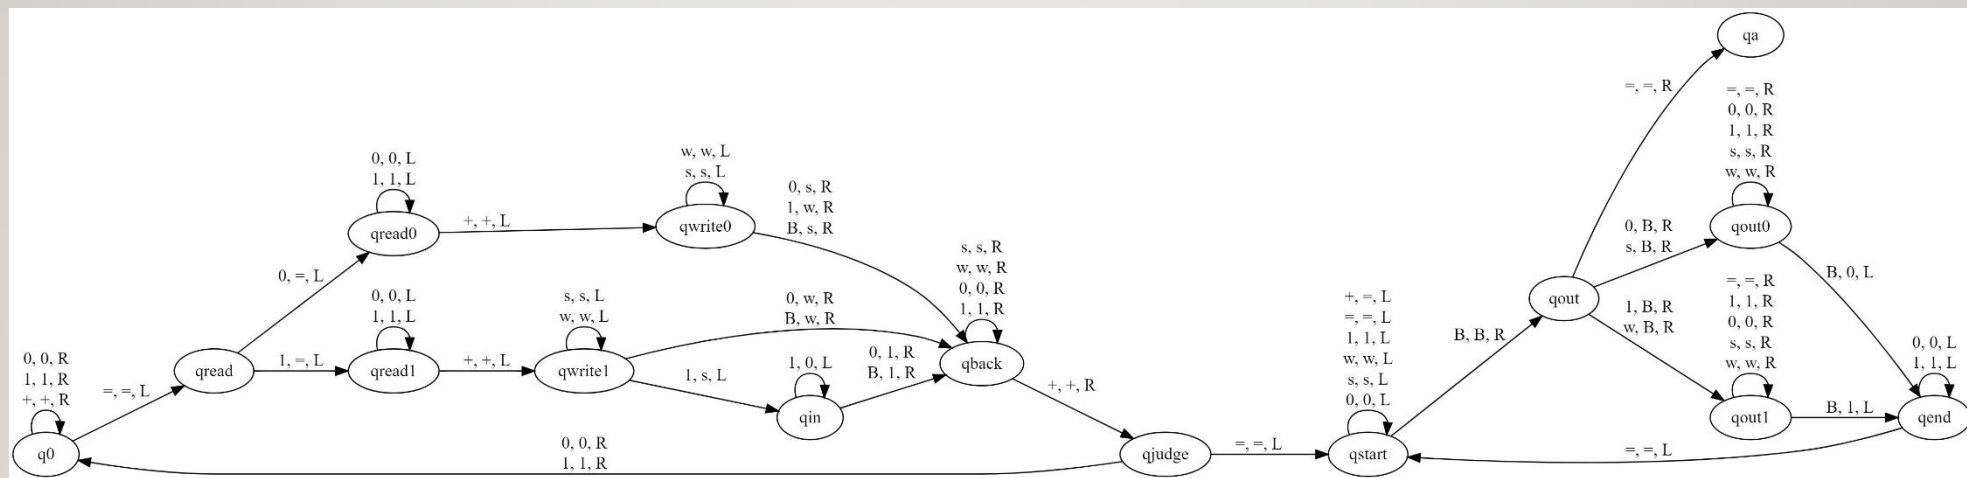 qa
=, =, R
=, =, R
0, 0, R
1, 1, R
s, s, R
w, w, R
0, 0, L
1, 1, L
w, w, L
s, s, L
0, s, R
1, w, R
B, s, R
qread0
+, +, L
qwrite0
qout0
0, B, R
s, B, R
s, s, R
w, w, R
0, 0, R
1, 1, R
0, =, L
B, 0, L
0, 0, L
1, 1, L
s, s, L
w, w, L
0, w, R
B, w, R
+, =, L
=, =, L
1, 1, L
w, w, L
s, s, L
0, 0, L
qout
=, =, R
1, 1, R
0, 0, R
s, s, R
w, w, R
1, B, R
w, B, R
B, B, R
0, 0, R
1, 1, R
+, +, R
=, =, L
qread
1, =, L
qread1
+, +, L
qwrite1
1, s, L
1, 0, L
0, 1, R
B, 1, R
qback
+, +, R
0, 0, L
1, 1, L
qin
qout1
B, 1, L
qend
q0
0, 0, R
1, 1, R
qjudge
=, =, L
qstart
=, =, L